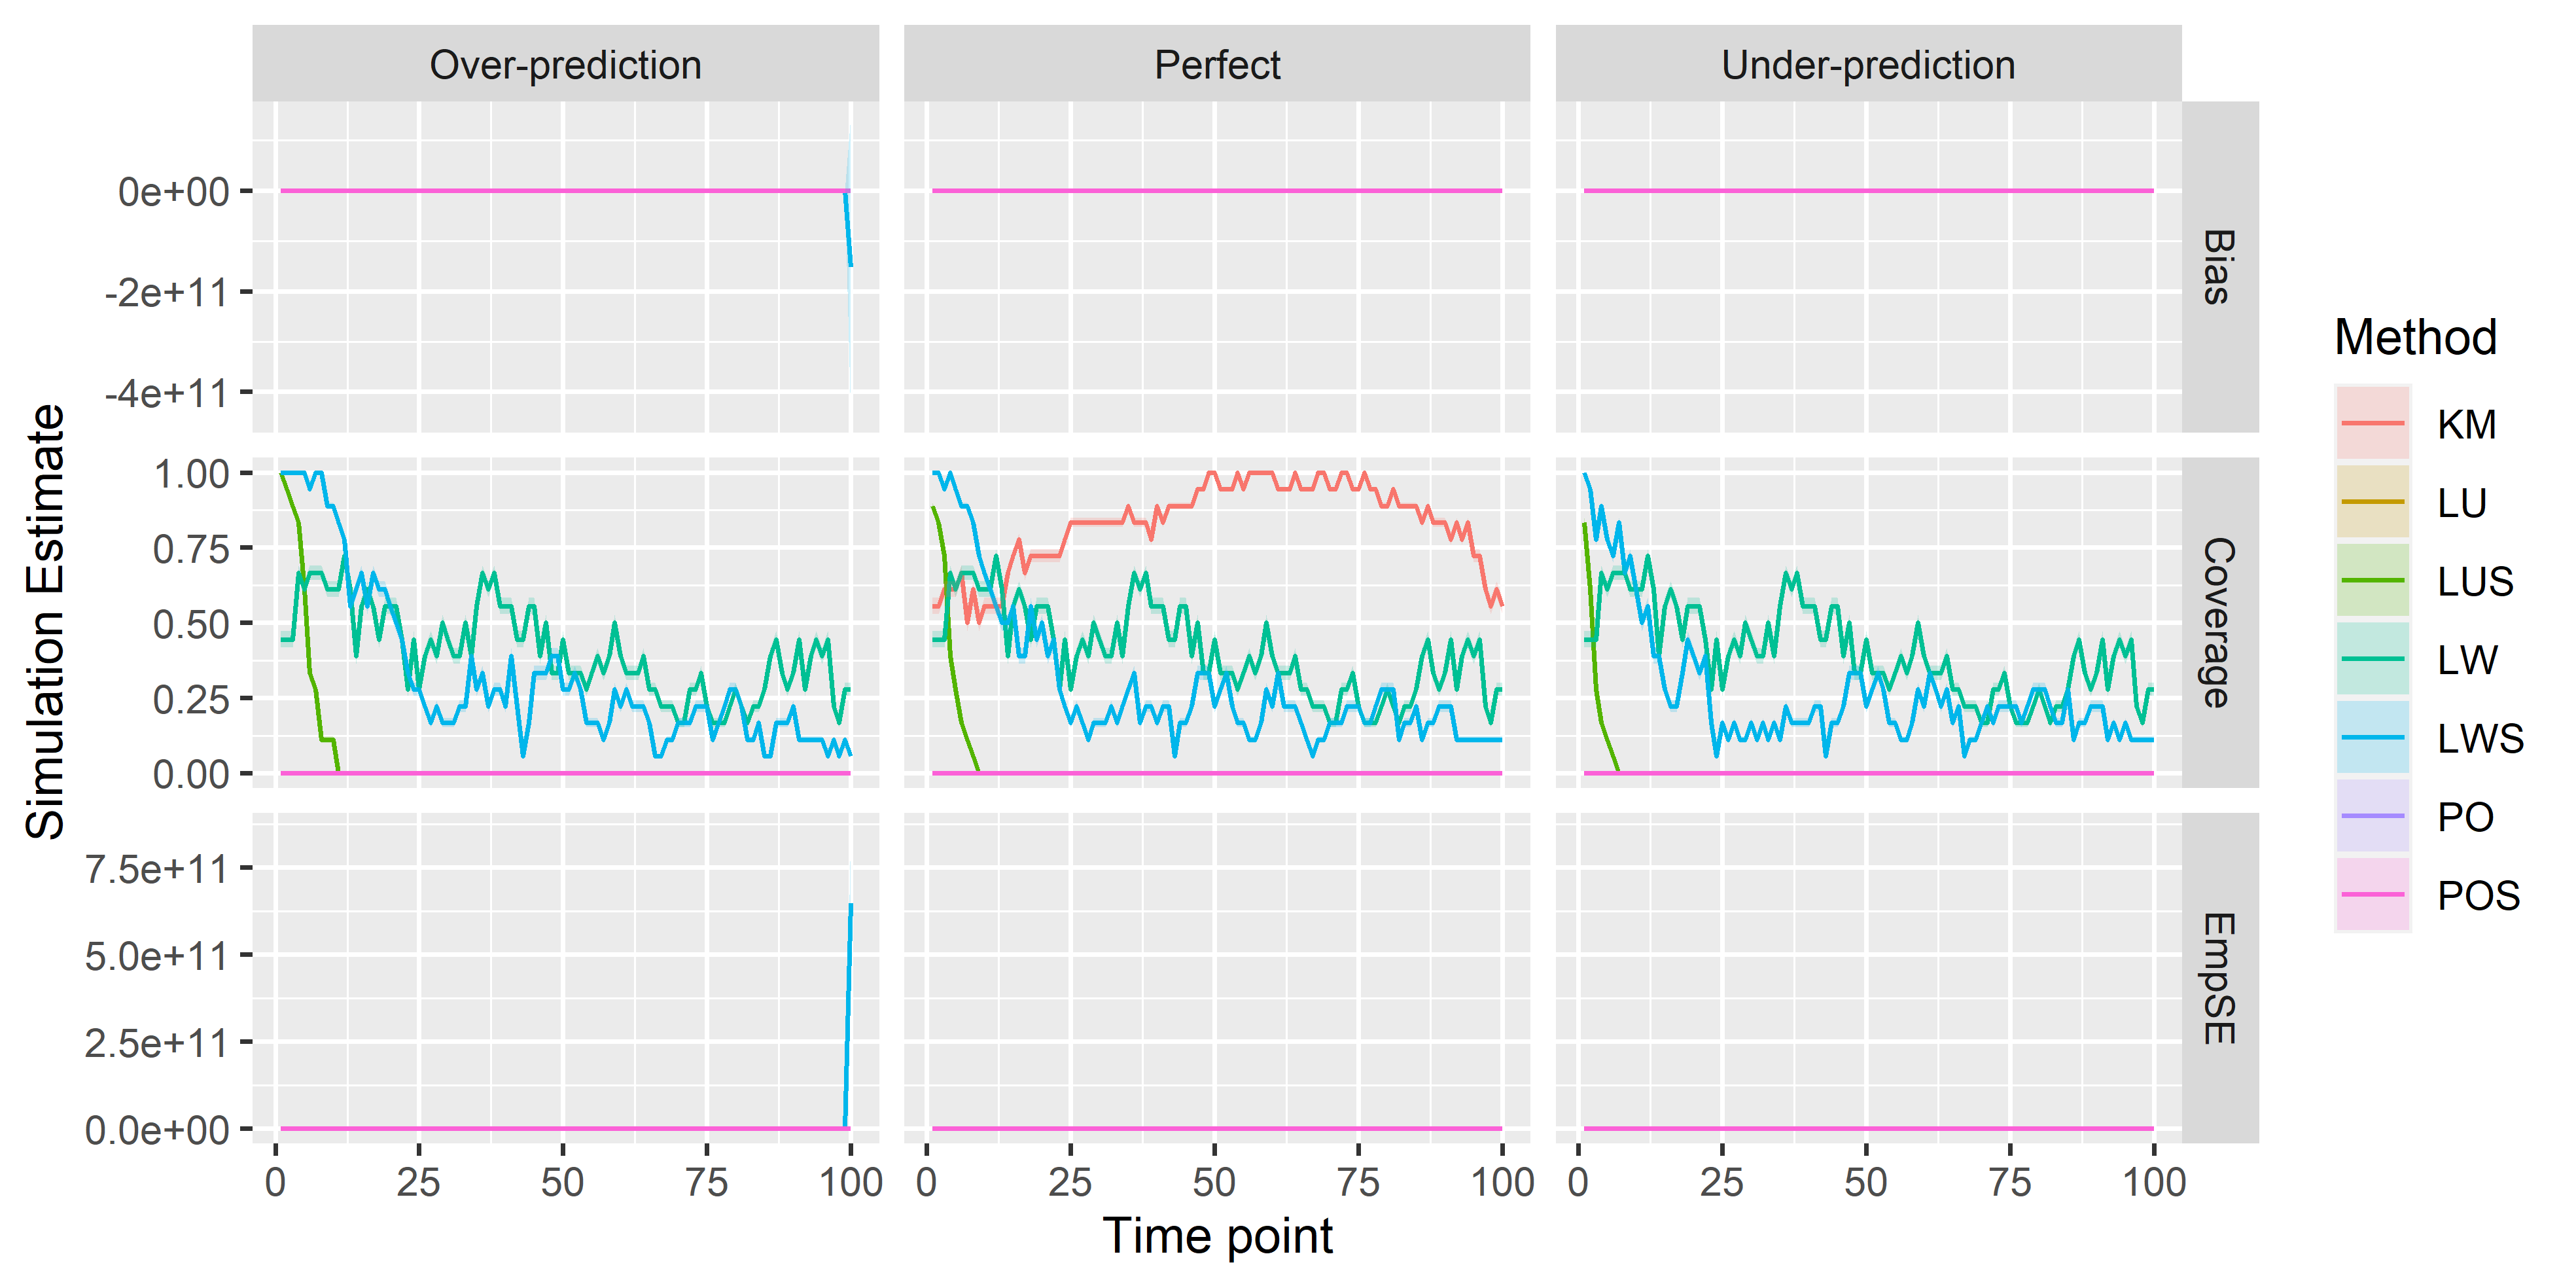 Over-prediction
Perfect
Under-prediction
0e+00
-2e+11
-4e+11
Bias
1.00
0.75
0.50
0.25
0.00
Coverage
7.5e+11
5.0e+11
2.5e+11
0.0e+00
EmpSE
0 25 50 75 100
0 25 50 75 100
0 25 50 75 100
Time point
Simulation Estimate
Method
KM
LU
LUS
LW
LWS
PO
POS